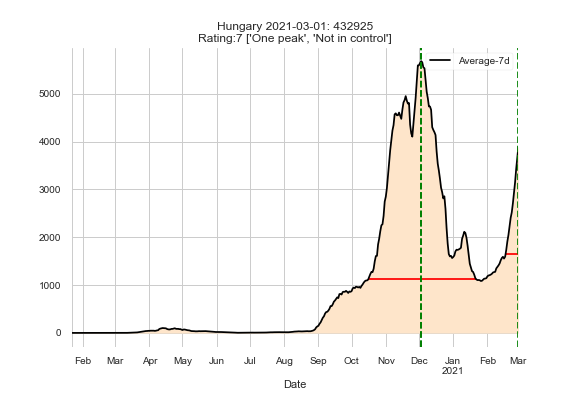 Hungary 2021-03-01: 432925
Rating:7 ['One peak', 'Not in control']
Average-7d
5000
4000
3000
2000
1000
0
Feb Mar Apr May Jun Jul Aug Sep Oct Nov Dec Jan Feb Mar
2021
Date